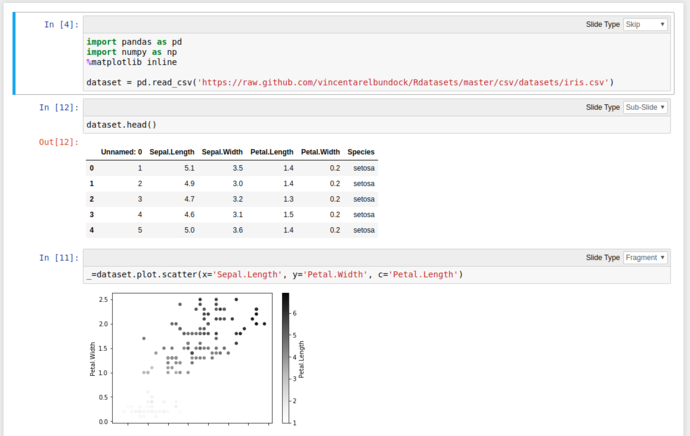 In [4]:
Slide Type Skip
import pandas as pd
import numpy as np
%matplotlib inline
dataset = pd.read_csv('https://raw.github.com/vincentarelbundock/Rdatasets/master/csv/datasets/iris.csv')
In [12]:
Slide Type Sub-Slide
dataset.head()
Out[12]:
Unnamed: 0 Sepal.Length Sepal.Width Petal.Length Petal.Width Species
0 1 5.1 3.5 1.4 0.2 setosa
1 2 4.9 3.0 1.4 0.2 setosa
2 3 4.7 3.2 1.3 0.2 setosa
3 4 4.6 3.1 1.5 0.2 setosa
4 5 5.0 3.6 1.4 0.2 setosa
In [11]:
Slide Type Fragment
_=dataset.plot.scatter(x='Sepal.Length', y='Petal.Width', c='Petal.Length')
Petal.Width
2.5
2.0
1.5
1.0
0.5
0.0
6
5
4
3
2
1
Petal.Length